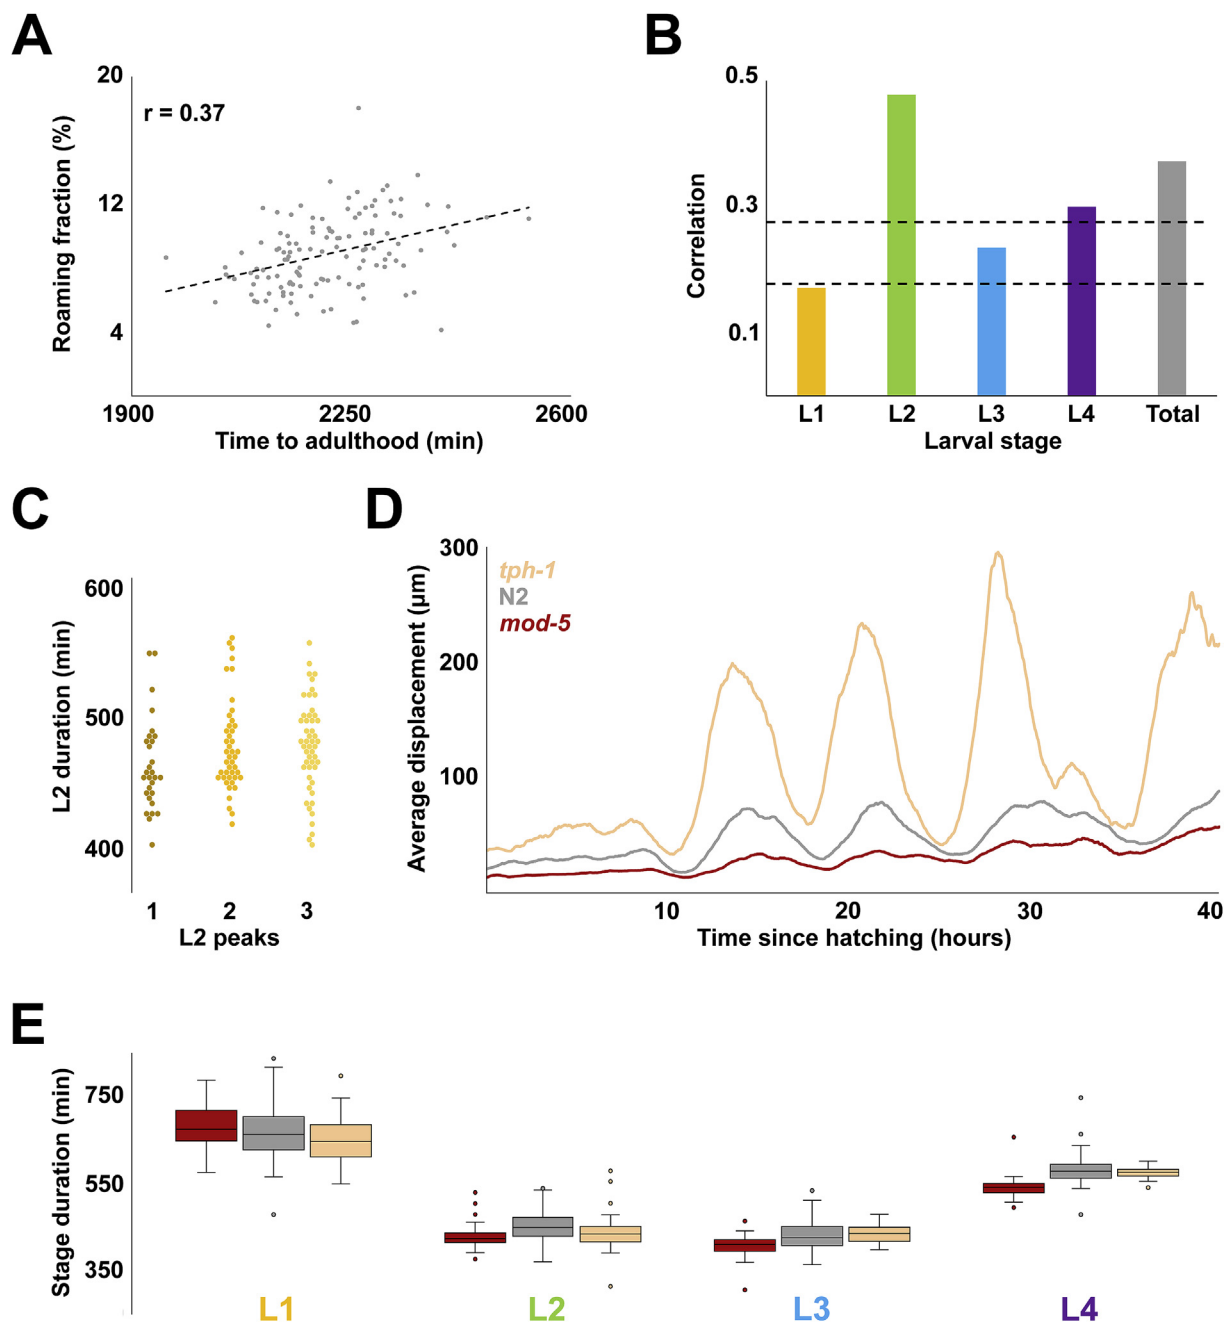 A
20
r = 0.37
12
4
Roaming fraction (%)
1900 2250 2600
Time to adulthood (min)
B
0.5
0.3
0.1
Correlation
L1 L2 L3 L4 Total
Larval stage
C
600
500
400
L2 duration (min)
1 2 3
L2 peaks
D
300
200
100
Average displacement (μm)
tph-1
N2
mod-5
10 20 30 40
Time since hatching (hours)
E
750
550
350
Stage duration (min)
L1 L2 L3 L4